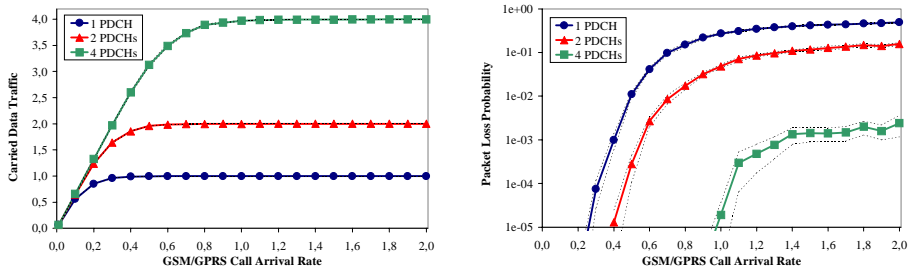 1 PDCH
2 PDCHs
4 PDCHs
Carried Data Traffic
4,0
3,5
3,0
2,5
2,0
1,5
1,0
0,5
0,0
0,0 0,2 0,4 0,6 0,8 1,0 1,2 1,4 1,6 1,8 2,0
GSM/GPRS Call Arrival Rate
1 PDCH
2 PDCHs
4 PDCHs
Packet Loss Probability
1e+00
1e-01
1e-02
1e-03
1e-04
1e-05
0,0 0,2 0,4 0,6 0,8 1,0 1,2 1,4 1,6 1,8 2,0
GSM/GPRS Call Arrival Rate